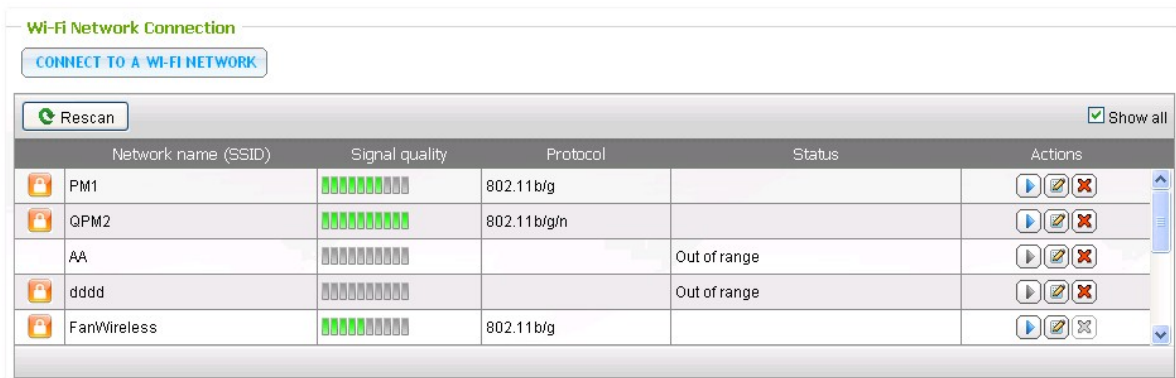 Wi-Fi Network Connection
CONNECT TO A WI-FI NETWORK
Rescan Show all
Network name (SSID) Signal quality Protocol Status Actions
PM1 802.11b/g
QPM2 802.11b/g/n
AA Out of range
dddd Out of range
FanWireless 802.11b/g